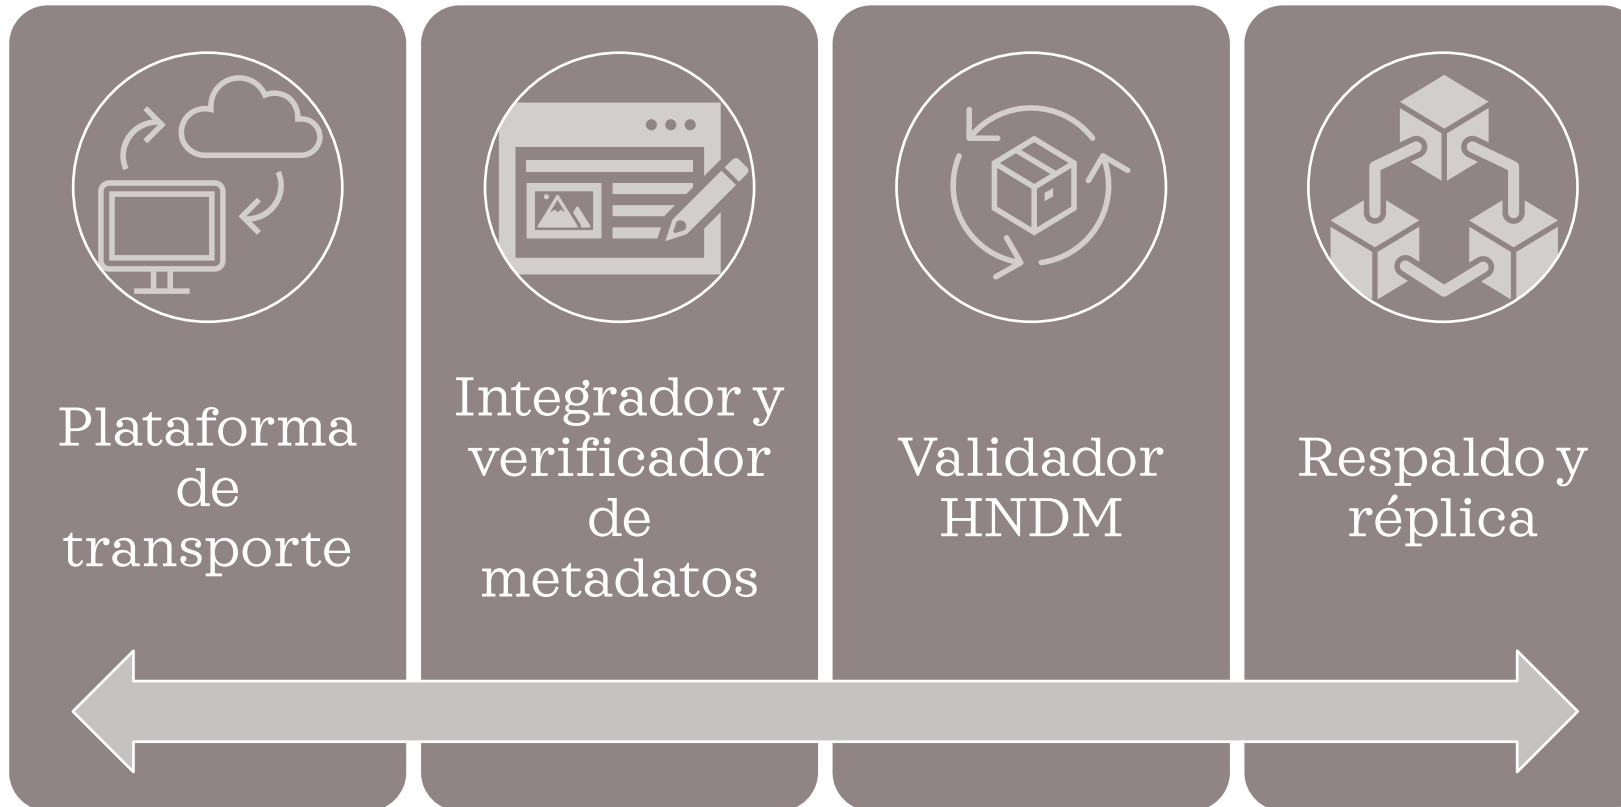 Plataforma
de
transporte
Integrador y
verificador
de
metadatos
Validador
HNDM
Respaldo y
réplica